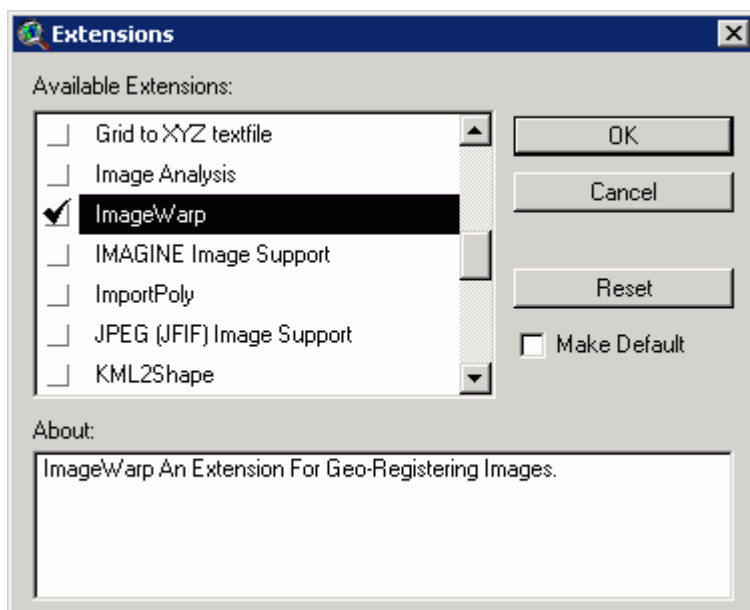 Extensions
Available Extensions:
Grid to XYZ textfile
Image Analysis
ImageWarp
IMAGINE Image Support
ImportPoly
JPEG (JFIF) Image Support
KML2Shape
OK
Cancel
Reset
Make Default
About:
ImageWarp An Extension For Geo-Registering Images.